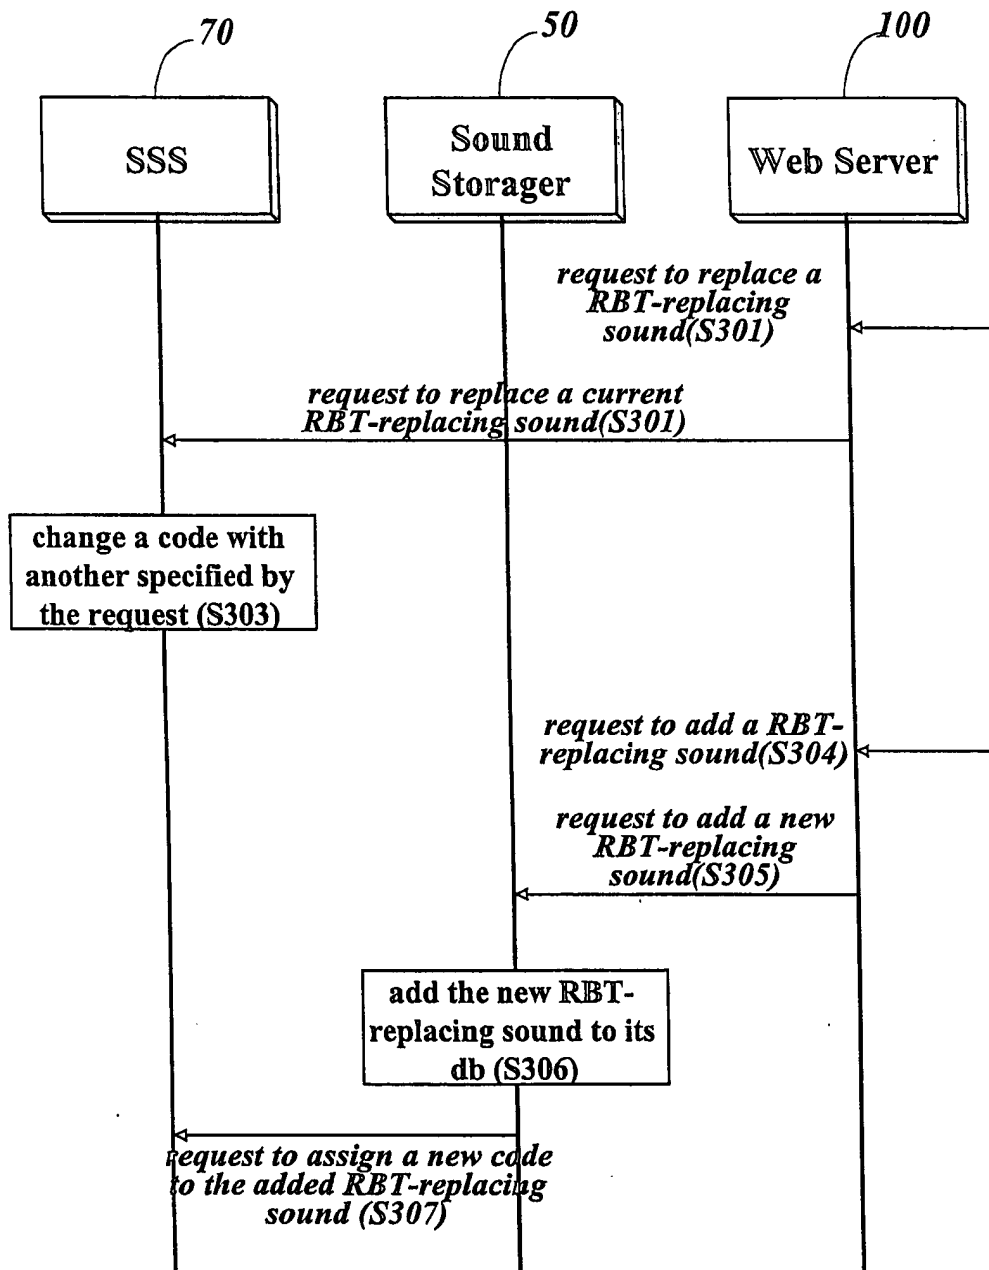 70
50
100
SSS
Sound
Storager
Web Server
request to replace a
RBT-replacing
sound(S301)
request to replace a current
RBT-replacing sound(S301)
change a code with
another specified by
the request (S303)
request to add a RBT-
replacing sound(S304)
request to add a new
RBT-replacing
sound(S305)
add the new RBT-
replacing sound to its
db (S306)
request to assign a new code
to the added RBT-replacing
sound (S307)